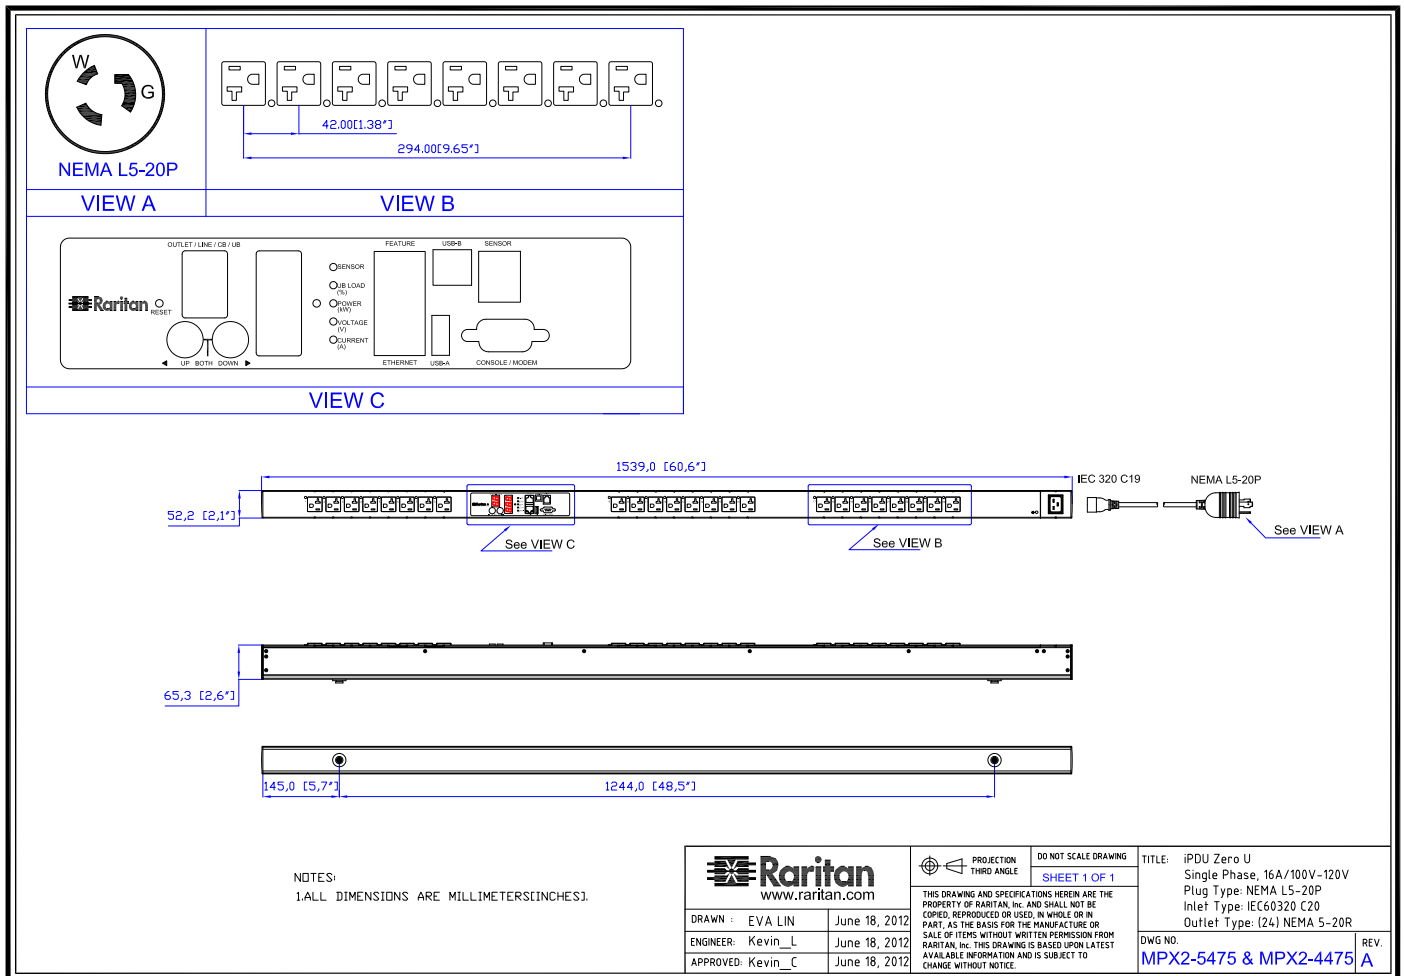 W
G
NEMA L5-20P
VIEW A
42.00[1.38"]
294.00[9.65"]
VIEW B
OUTLET / LINE / CB / UB
FEATURE
USB-B
SENSOR
SENSOR
UB LOAD
(%)
POWER
(kW)
VOLTAGE
(V)
CURRENT
(A)
Raritan
RESET
UP BOTH DOWN
ETHERNET
USB-A
CONSOLE / MODEM
VIEW C
1539,0 [60,6"]
IEC 320 C19
NEMA L5-20P
52,2 [2,1"]
See VIEW C
See VIEW B
See VIEW A
65,3 [2,6"]
145,0 [5,7"]
1244,0 [48,5"]
NOTES:
1.ALL DIMENSIONS ARE MILLIMETERS[INCHES].
Raritan
www.raritan.com
DRAWN : EVA LIN June 18, 2012
ENGINEER: Kevin_L June 18, 2012
APPROVED: Kevin_C June 18, 2012
PROJECTION
THIRD ANGLE
DO NOT SCALE DRAWING
SHEET 1 OF 1
THIS DRAWING AND SPECIFICATIONS HEREIN ARE THE
PROPERTY OF RARITAN, Inc. AND SHALL NOT BE
COPIED, REPRODUCED OR USED, IN WHOLE OR IN
PART, AS THE BASIS FOR THE MANUFACTURE OR
SALE OF ITEMS WITHOUT WRITTEN PERMISSION FROM
RARITAN, Inc. THIS DRAWING IS BASED UPON LATEST
AVAILABLE INFORMATION AND IS SUBJECT TO
CHANGE WITHOUT NOTICE.
TITLE: iPDU Zero U
Single Phase, 16A/100V-120V
Plug Type: NEMA L5-20P
Inlet Type: IEC60320 C20
Outlet Type: (24) NEMA 5-20R
DWG NO.
MPX2-5475 & MPX2-4475
REV.
A